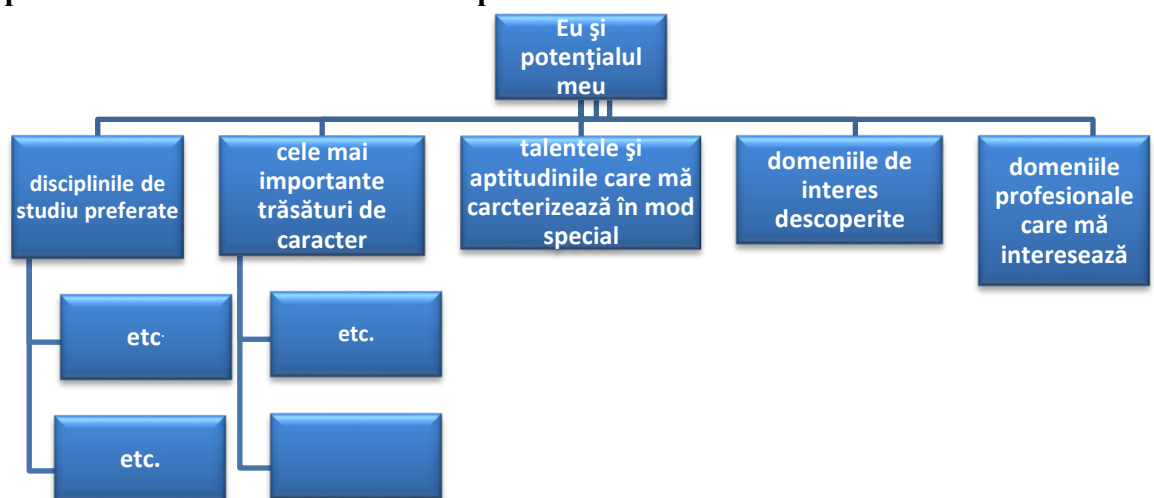 Eu şi
potenţialul
meu
disciplinile de
studiu preferate
cele mai
importante
trăsături de
caracter
talentele şi
aptitudinile care mă
carcterizează în mod
special
domeniile de
interes
descoperite
domeniile
profesionale
care mă
interesează
etc.
etc.
etc.